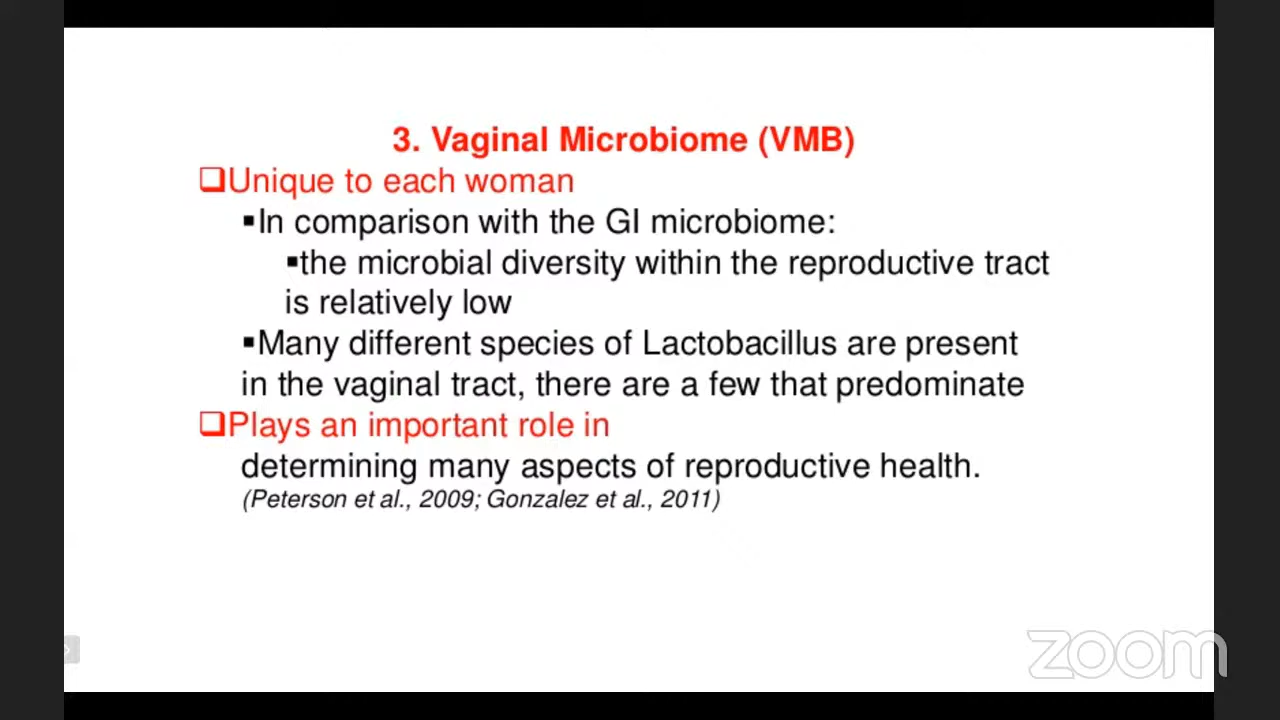 3. Vaginal Microbiome (VMB)
❑Unique to each woman
▪In comparison with the GI microbiome:
▪the microbial diversity within the reproductive tract
is relatively low
▪Many different species of Lactobacillus are present
in the vaginal tract, there are a few that predominate
❑Plays an important role in
determining many aspects of reproductive health.
(Peterson et al., 2009; Gonzalez et al., 2011)
zoom